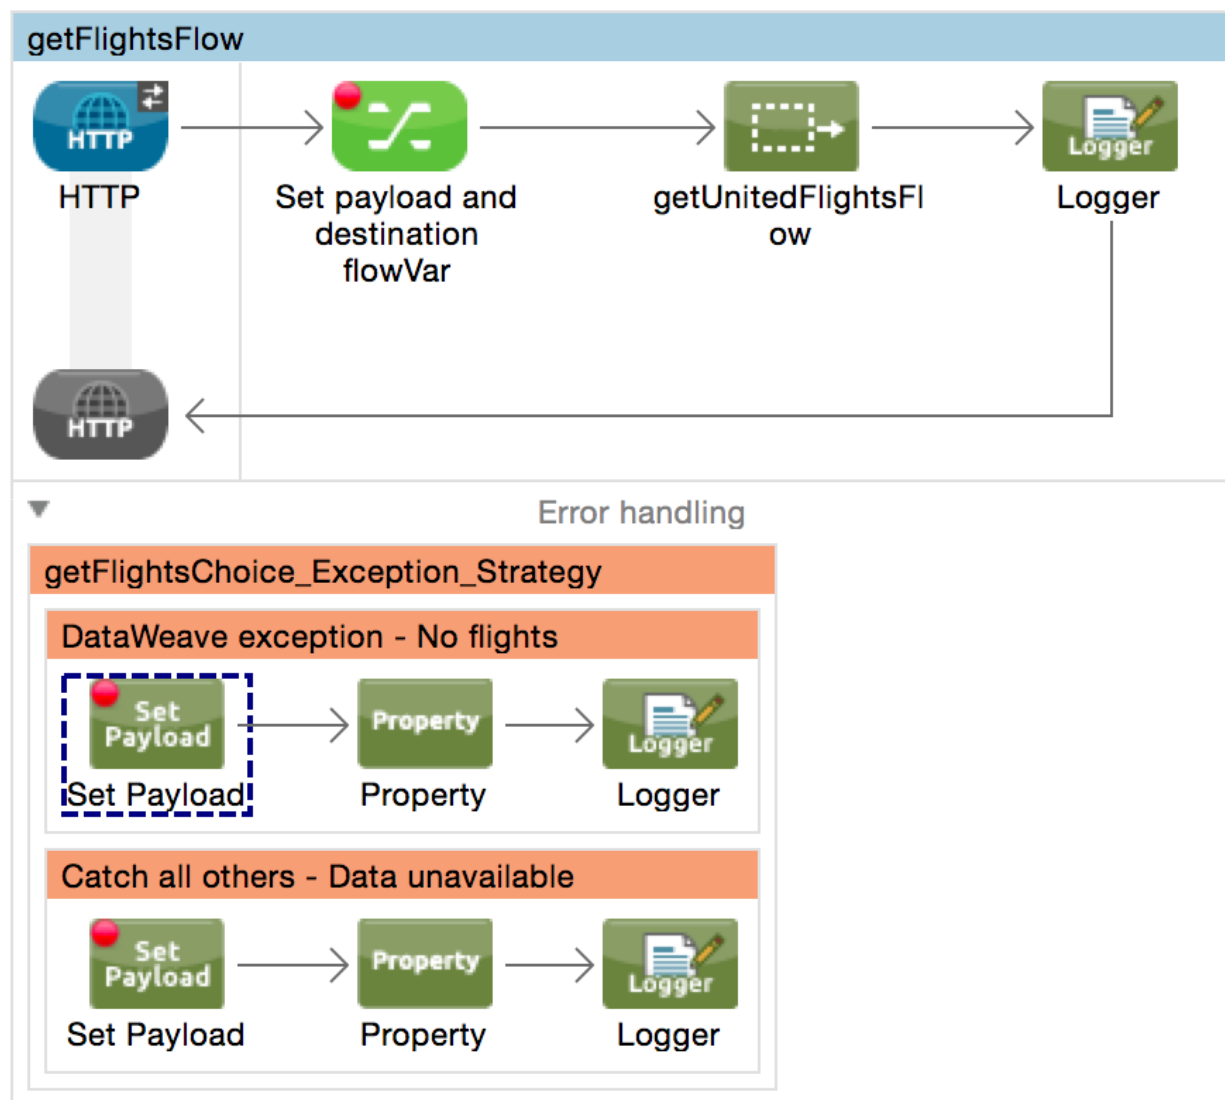 getFlightsFlow
HTTP
HTTP
Set payload and
destination
flowVar
getUnitedFlightsFl
ow
Logger
Logger
HTTP
Error handling
getFlightsChoice_Exception_Strategy
DataWeave exception - No flights
Set
Payload
Set Payload
Property
Property
Logger
Logger
Catch all others - Data unavailable
Set
Payload
Set Payload
Property
Property
Logger
Logger